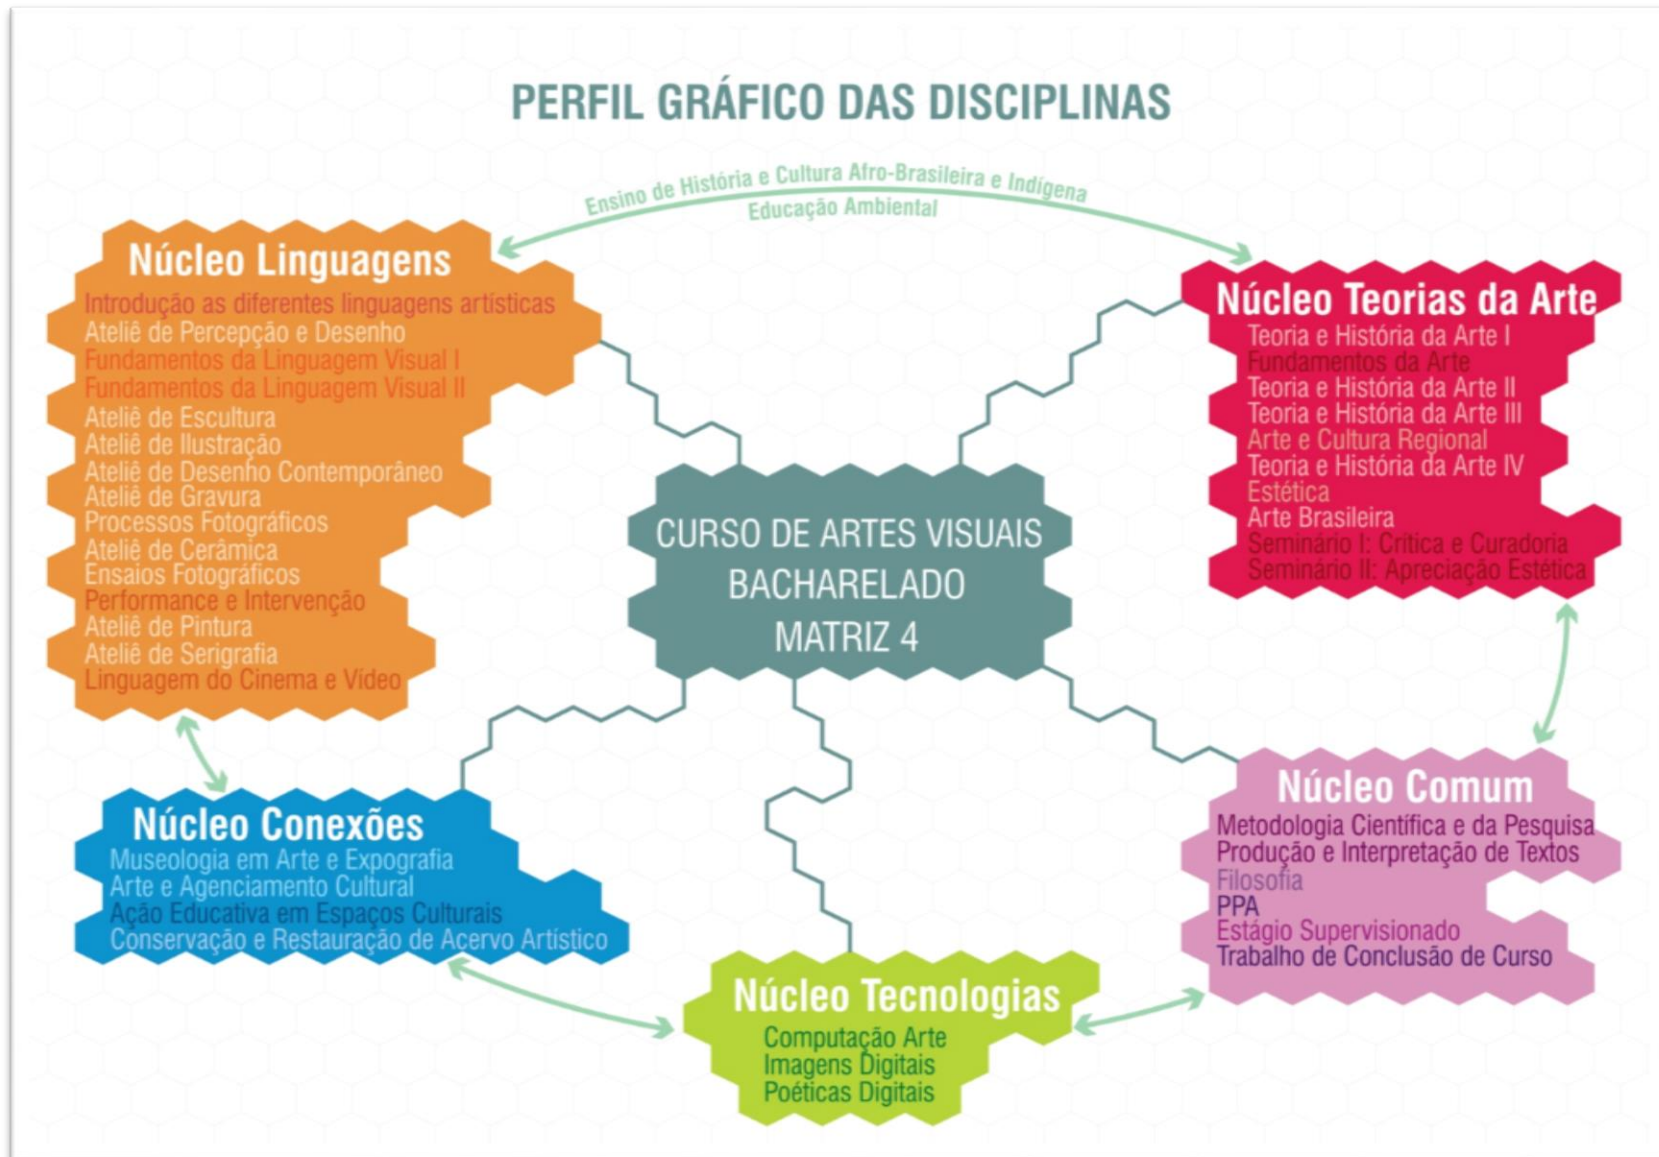 PERFIL GRÁFICO DAS DISCIPLINAS
Ensino de História e Cultura Afro-Brasileira e Indígena
Educação Ambiental
Núcleo Linguagens
Introdução as diferentes linguagens artísticas
Ateliê de Percepção e Desenho
Fundamentos da Linguagem Visual I
Fundamentos da Linguagem Visual II
Ateliê de Escultura
Ateliê de Ilustração
Ateliê de Desenho Contemporâneo
Ateliê de Gravura
Processos Fotográficos
Ateliê de Cerâmica
Ensaios Fotográficos
Performance e Intervenção
Ateliê de Pintura
Ateliê de Serigrafia
Linguagem do Cinema e Vídeo
Núcleo Teorias da Arte
Teoria e História da Arte I
Fundamentos da Arte
Teoria e História da Arte II
Teoria e História da Arte III
Arte e Cultura Regional
Teoria e História da Arte IV
Estética
Arte Brasileira
Seminário I: Crítica e Curadoria
Seminário II: Apreciação Estética
CURSO DE ARTES VISUAIS
BACHARELADO
MATRIZ 4
Núcleo Conexões
Museologia em Arte e Expografia
Arte e Agenciamento Cultural
Ação Educativa em Espaços Culturais
Conservação e Restauração de Acervo Artístico
Núcleo Comum
Metodologia Científica e da Pesquisa
Produção e Interpretação de Textos
Filosofia
PPA
Estágio Supervisionado
Trabalho de Conclusão de Curso
Núcleo Tecnologias
Computação Arte
Imagens Digitais
Poéticas Digitais